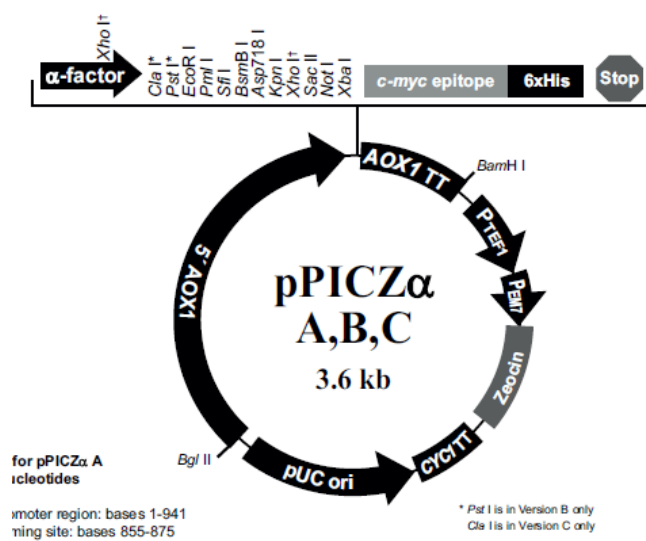 α-factor
Xho I†
Cla I*
Pst I*
EcoR I
Pml I
Sfi I
BsmB I
Asp718 I
Kpn I
Xho I†
Sac II
Not I
Xba I
c-myc epitope
6xHis
Stop
AOX1 TT
BamH I
PTEF1
PEM7
Zeocin
CYC1TT
pUC ori
Bgl II
5´ AOX1
pPICZα
A,B,C
3.6 kb
for pPICZα A
ucleotides
omoter region: bases 1-941
ming site: bases 855-875
* Pst I is in Version B only
Cla I is in Version C only